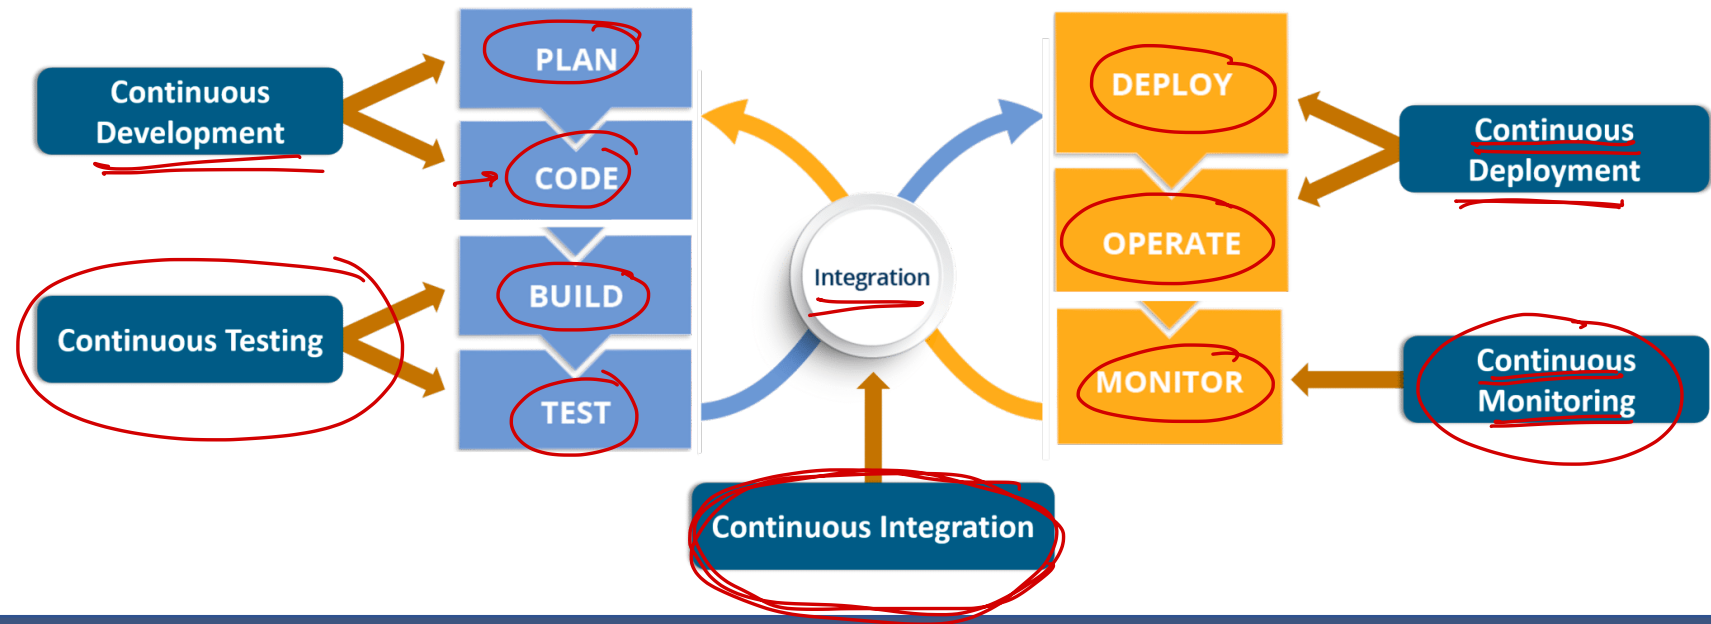 Continuous
Development
Continuous Testing
PLAN
CODE
BUILD
TEST
Integration
Continuous Integration
DEPLOY
OPERATE
MONITOR
Continuous
Deployment
Continuous
Monitoring